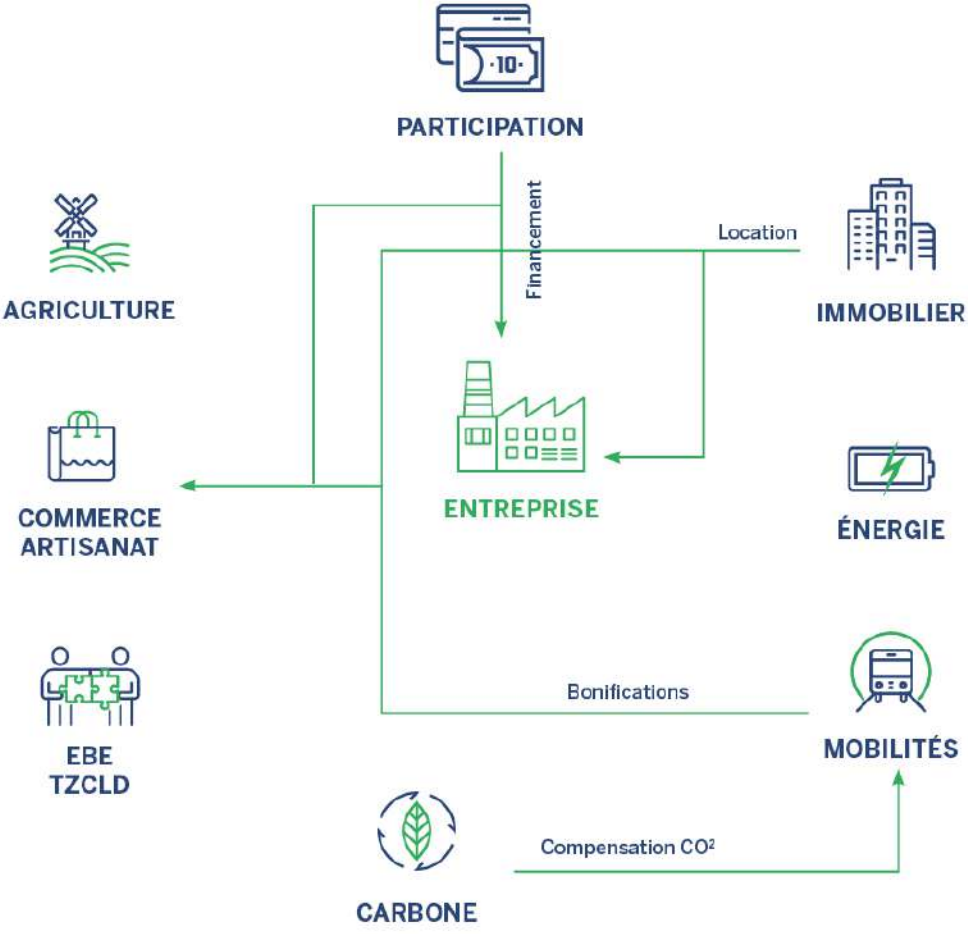 ·10·
PARTICIPATION
Financement
Location
AGRICULTURE
IMMOBILIER
COMMERCE
ARTISANAT
ENTREPRISE
ÉNERGIE
EBE
TZCLD
Bonifications
MOBILITÉS
Compensation CO²
CARBONE